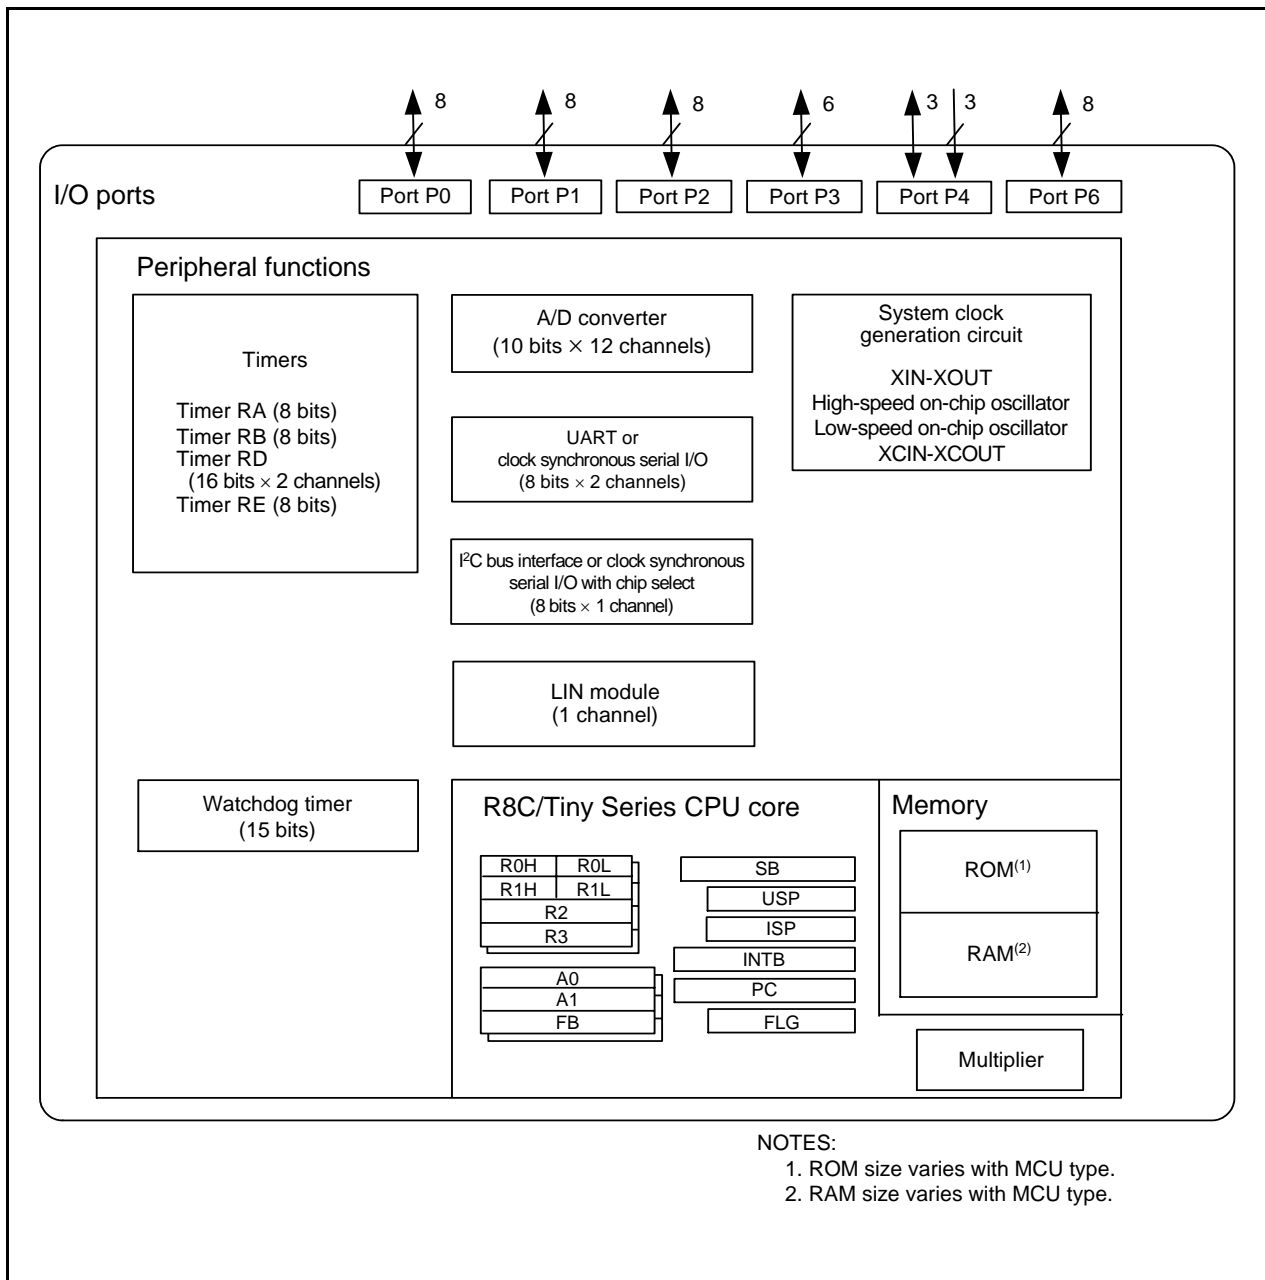 8 8 8 6 3 3 8
I/O ports
Port P0 Port P1 Port P2 Port P3 Port P4 Port P6
Peripheral functions
Timers
Timer RA (8 bits)
Timer RB (8 bits)
Timer RD
(16 bits × 2 channels)
Timer RE (8 bits)
A/D converter
(10 bits × 12 channels)
UART or
clock synchronous serial I/O
(8 bits × 2 channels)
I²C bus interface or clock synchronous
serial I/O with chip select
(8 bits × 1 channel)
LIN module
(1 channel)
System clock
generation circuit
XIN-XOUT
High-speed on-chip oscillator
Low-speed on-chip oscillator
XCIN-XCOUT
Watchdog timer
(15 bits)
R8C/Tiny Series CPU core
R0H R0L
R1H R1L
R2
R3
A0
A1
FB
SB
USP
ISP
INTB
PC
FLG
Memory
ROM(1)
RAM(2)
Multiplier
NOTES:
1. ROM size varies with MCU type.
2. RAM size varies with MCU type.